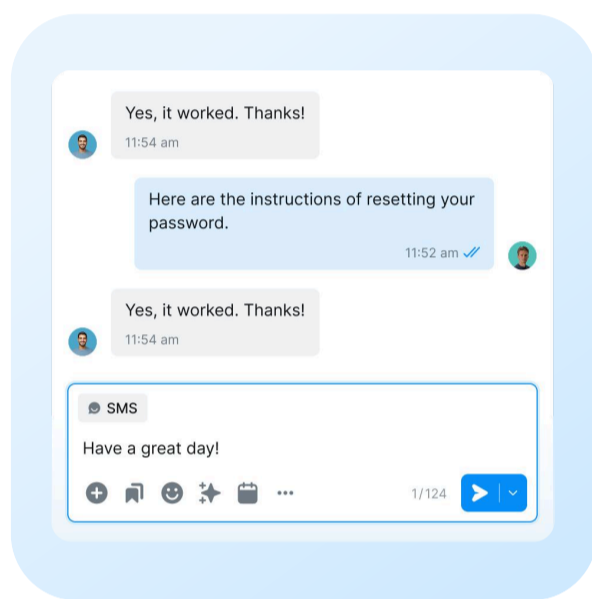 Yes, it worked. Thanks!
11:54 am
Here are the instructions of resetting your
password.
11:52 am
Yes, it worked. Thanks!
11:54 am
SMS
Have a great day!
1/124